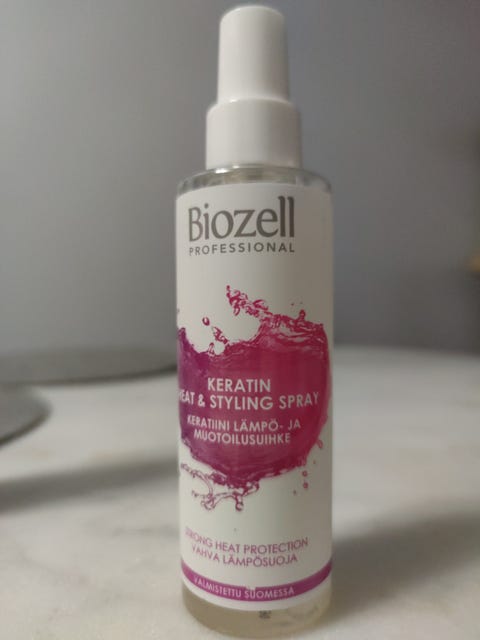 Biozell
PROFESSIONAL
KERATIN
HEAT & STYLING SPRAY
KERATIINI LÄMPÖ- JA
MUOTOILUSUIHKE
STRONG HEAT PROTECTION
VAHVA LÄMPÖSUOJA
VALMISTETTU SUOMESSA